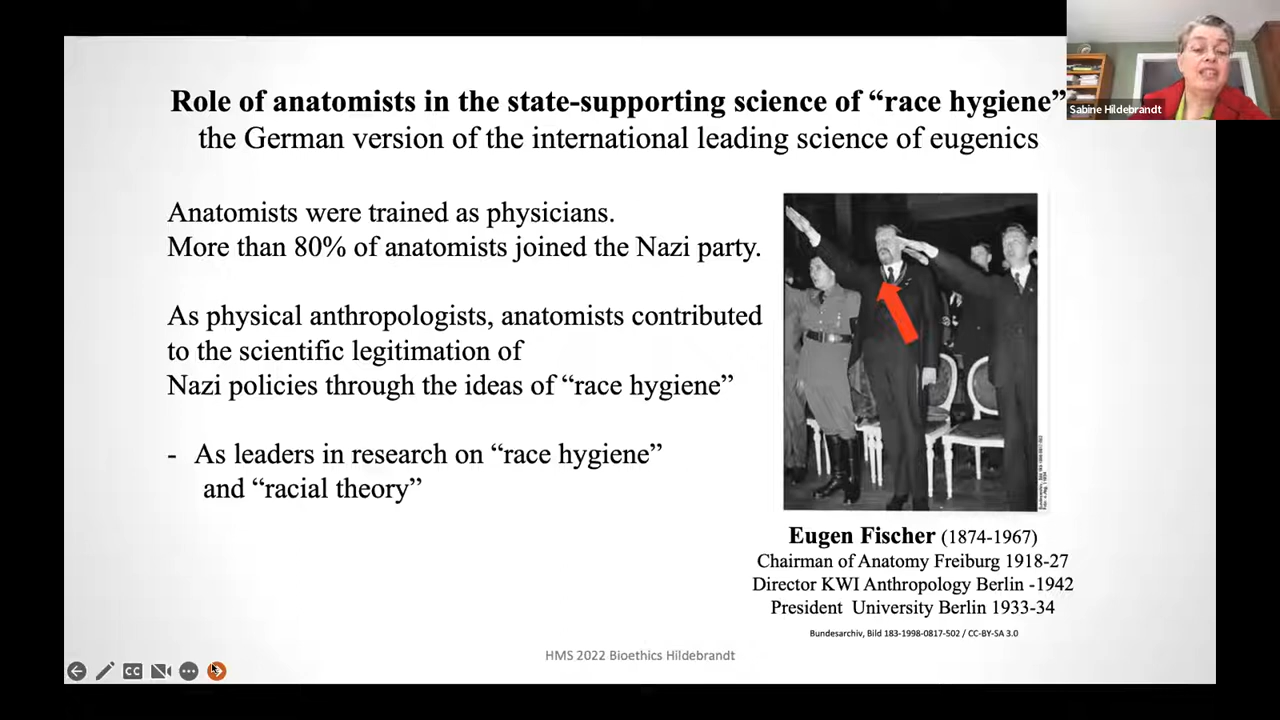 Role of anatomists in the state-supporting science of “race hygiene”
the German version of the international leading science of eugenics
Sabine Hildebrandt
Anatomists were trained as physicians.
More than 80% of anatomists joined the Nazi party.
As physical anthropologists, anatomists contributed
to the scientific legitimation of
Nazi policies through the ideas of “race hygiene”
- As leaders in research on “race hygiene”
and “racial theory”
Eugen Fischer (1874-1967)
Chairman of Anatomy Freiburg 1918-27
Director KWI Anthropology Berlin -1942
President University Berlin 1933-34
Bundesarchiv, Bild 183-1998-0817-502 / CC-BY-SA 3.0
HMS 2022 Bioethics Hildebrandt
CC